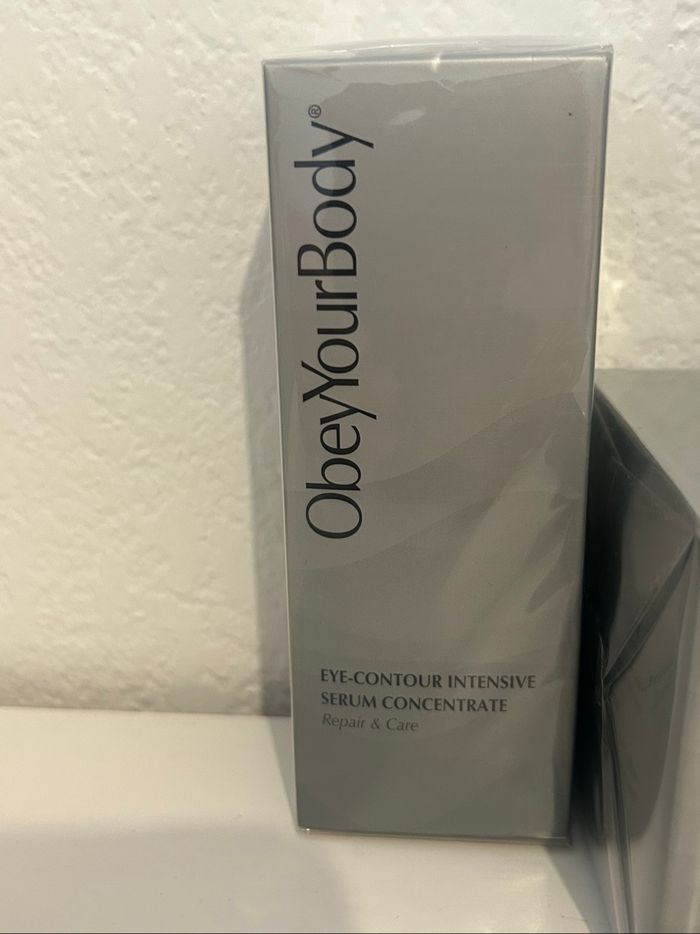 ObeyYourBody®
EYE-CONTOUR INTENSIVE
SERUM CONCENTRATE
Repair & Care